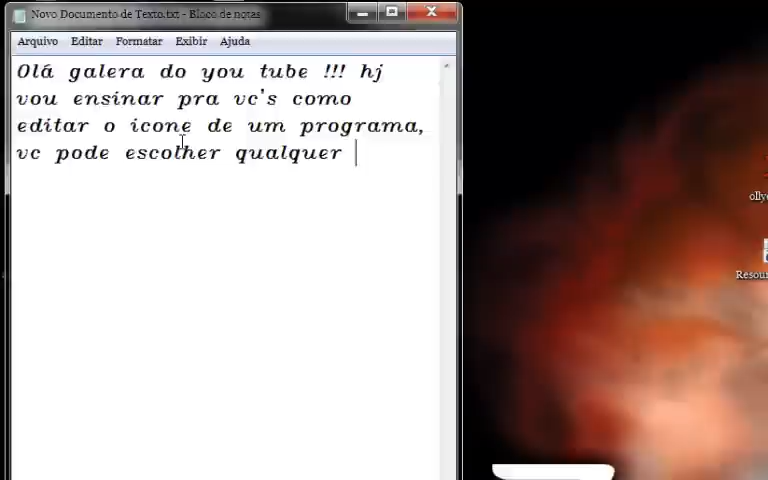 Novo Documento de Texto.txt - Bloco de notas
Arquivo Editar Formatar Exibir Ajuda
Olá galera do you tube !!! hj
vou ensinar pra vc's como
editar o icone de um programa,
vc pode escolher qualquer